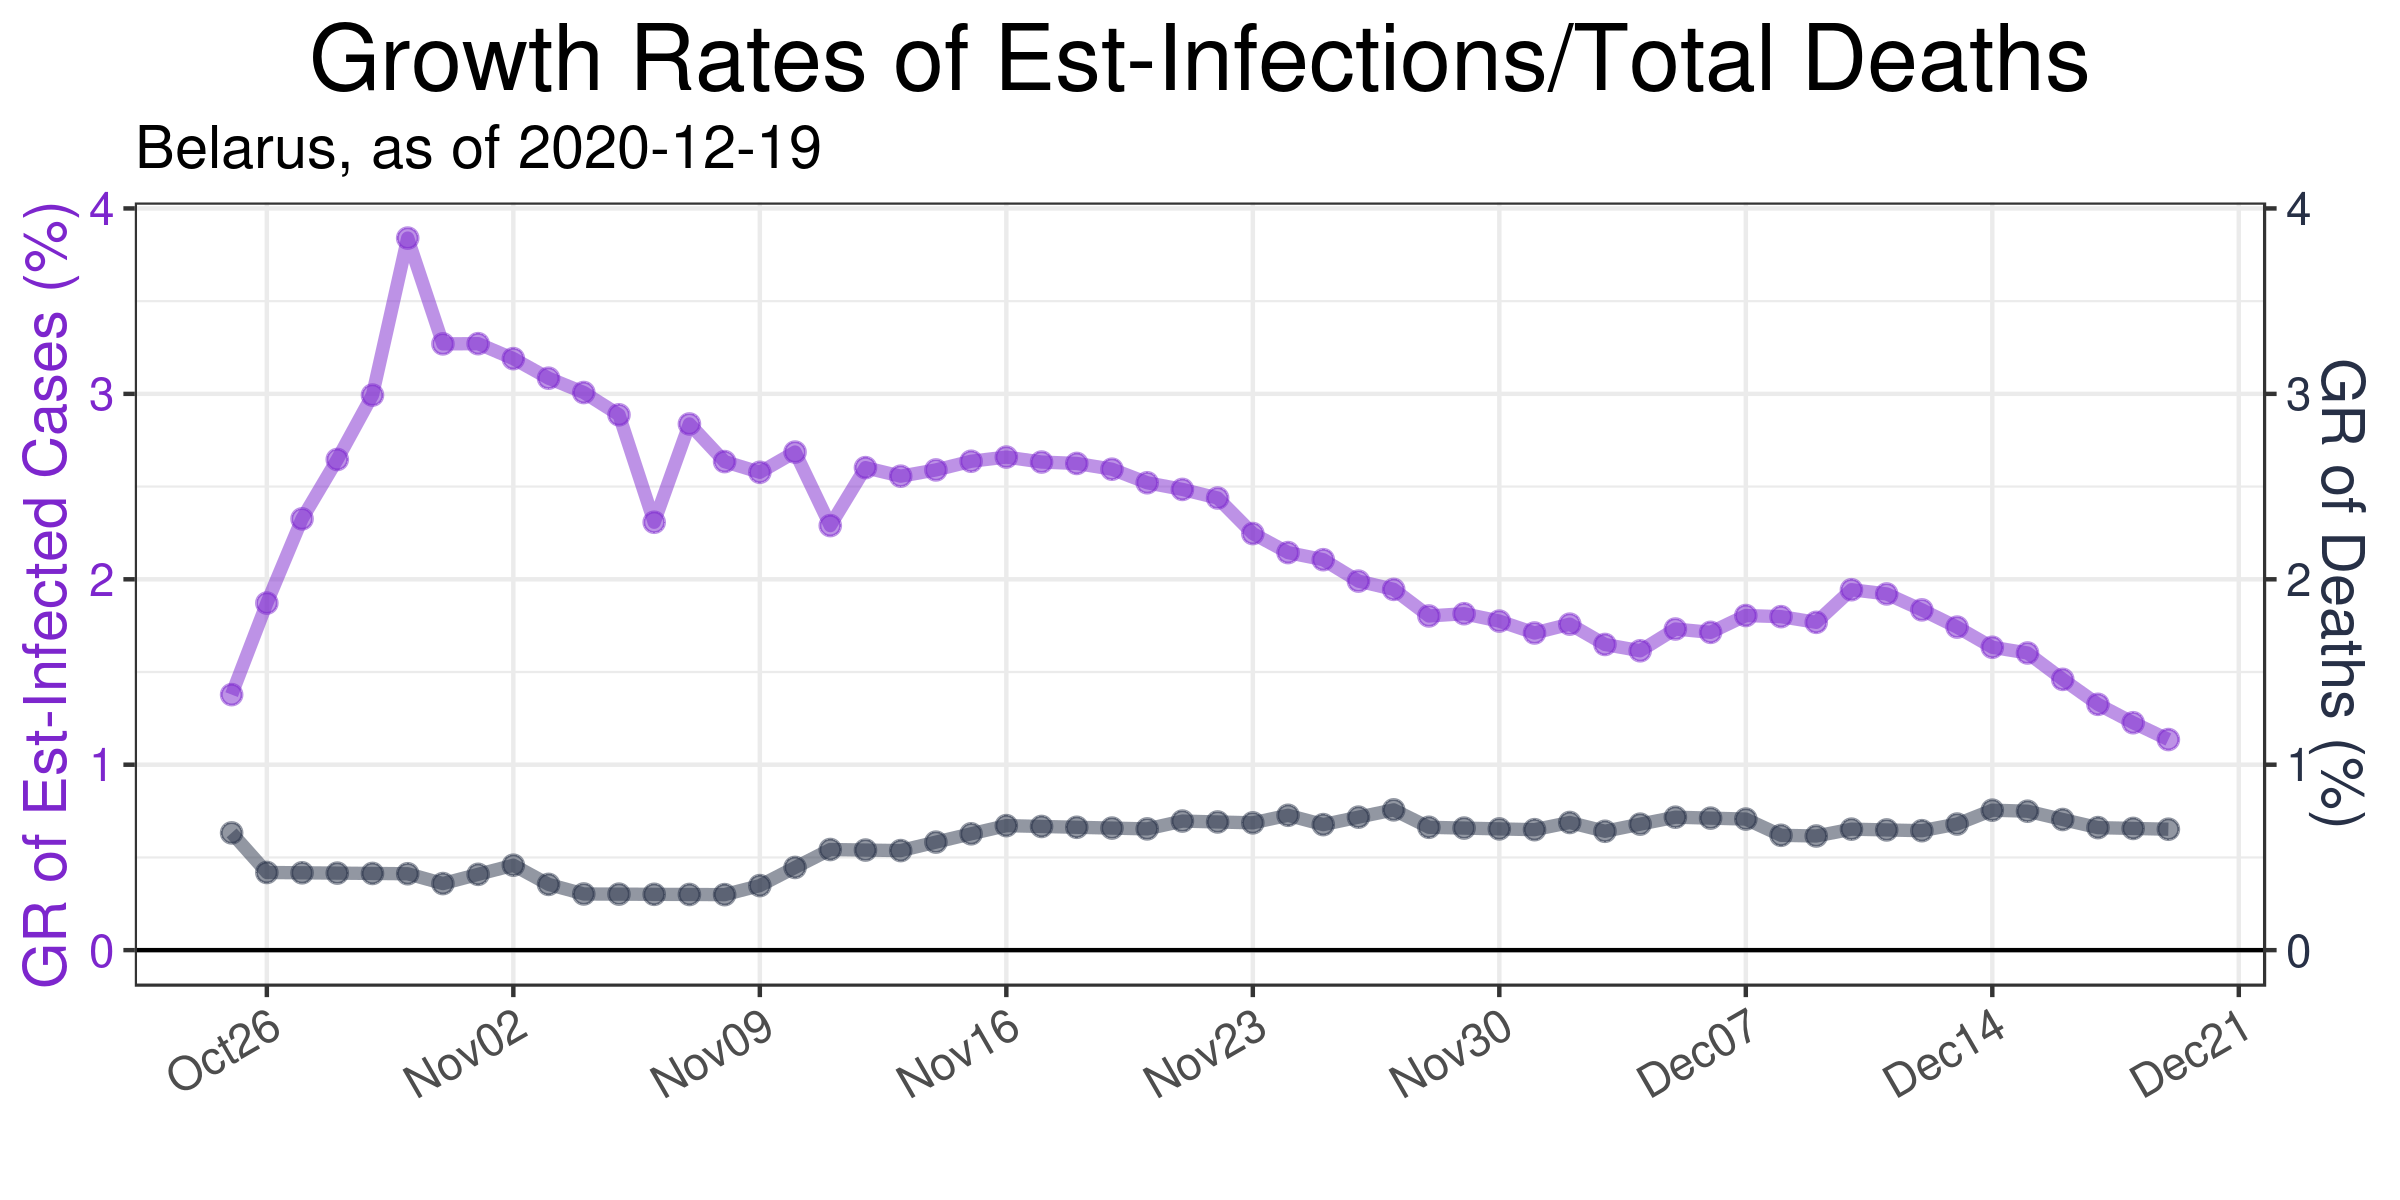 Growth Rates of Est-Infections/Total Deaths
Belarus, as of 2020-12-19
GR of Est-Infected Cases (%)
4
3
2
1
0
4
3
2
1
0
GR of Deaths (%)
Oct26
Nov02
Nov09
Nov16
Nov23
Nov30
Dec07
Dec14
Dec21